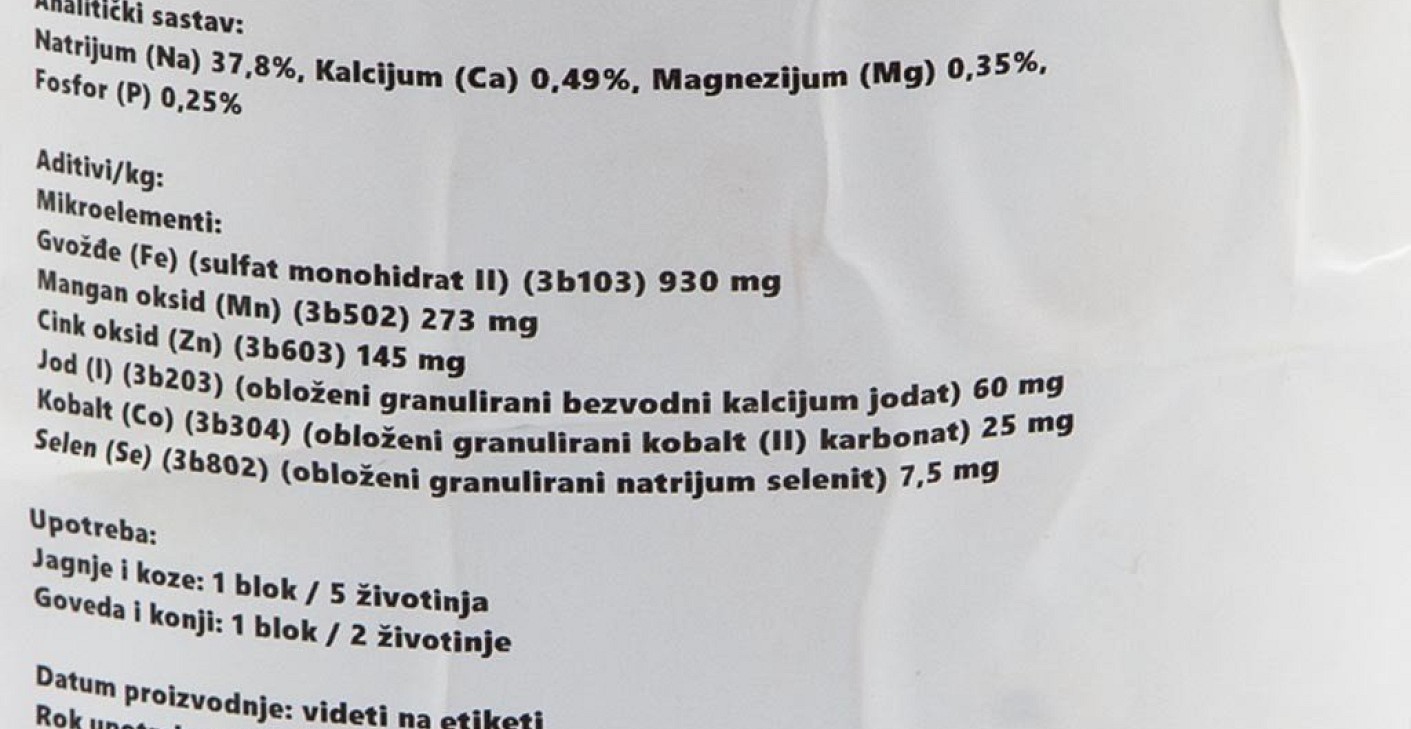 Analitički sastav:
Natrijum (Na) 37,8%, Kalcijum (Ca) 0,49%, Magnezijum (Mg) 0,35%,
Fosfor (P) 0,25%
Aditivi/kg:
Mikroelementi:
Gvožđe (Fe) (sulfat monohidrat II) (3b103) 930 mg
Mangan oksid (Mn) (3b502) 273 mg
Cink oksid (Zn) (3b603) 145 mg
Jod (I) (3b203) (obloženi granulirani bezvodni kalcijum jodat) 60 mg
Kobalt (Co) (3b304) (obloženi granulirani kobalt (II) karbonat) 25 mg
Selen (Se) (3b802) (obloženi granulirani natrijum selenit) 7,5 mg
Upotreba:
Jagnje i koze: 1 blok / 5 životinja
Goveda i konji: 1 blok / 2 životinje
Datum proizvodnje: videti na etiketi
Rok